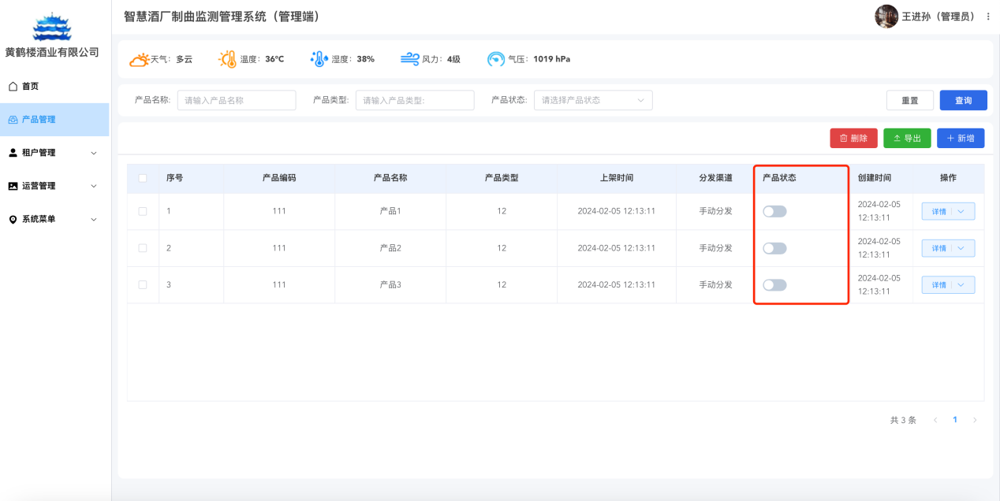 智慧酒厂制曲监测管理系统（管理端）
王进孙（管理员）
黄鹤楼酒业有限公司
首页
产品管理
租户管理
运营管理
系统菜单
天气： 多云 温度： 36℃ 湿度： 38% 风力： 4级 气压： 1019 hPa
产品名称: 请输入产品名称 产品类型: 请输入产品类型: 产品状态: 请选择产品状态 重置 查询
删除 导出 新增
序号 产品编码 产品名称 产品类型 上架时间 分发渠道 产品状态 创建时间 操作
1 111 产品1 12 2024-02-05 12:13:11 手动分发 2024-02-05 12:13:11 详情
2 111 产品2 12 2024-02-05 12:13:11 手动分发 2024-02-05 12:13:11 详情
3 111 产品3 12 2024-02-05 12:13:11 手动分发 2024-02-05 12:13:11 详情
共 3 条 1